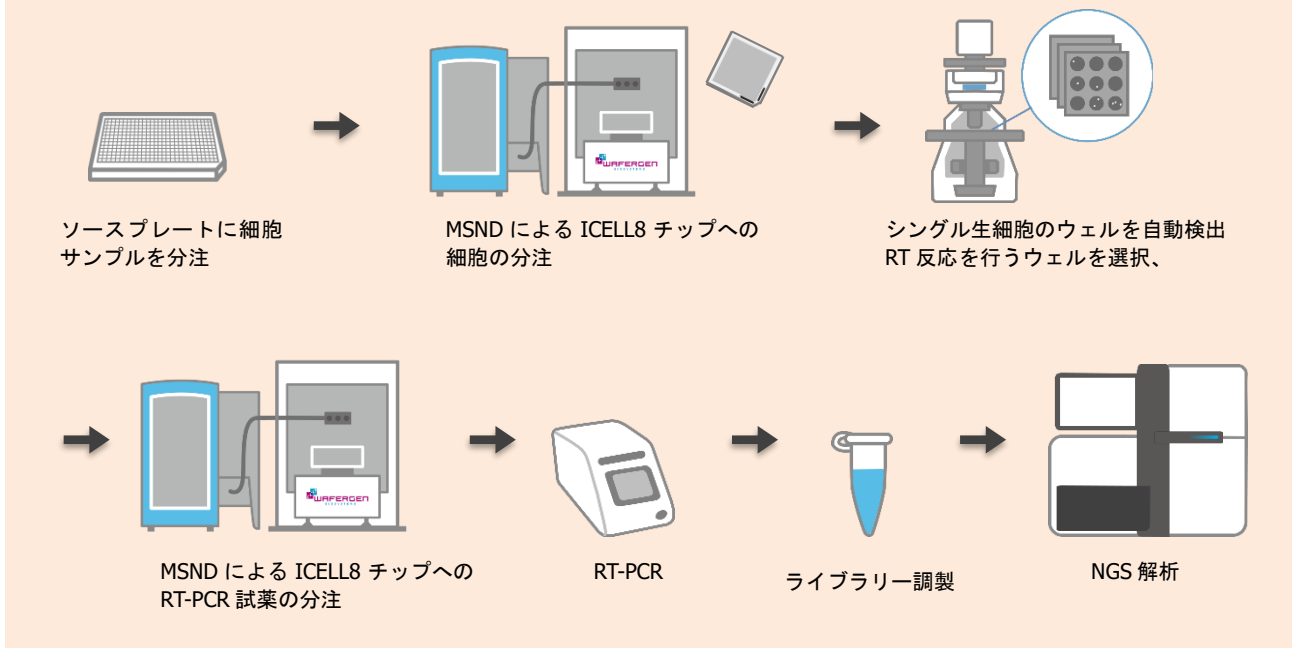 WAFERGEN
BIOSYSTEMS
ソースプレートに細胞
サンプルを分注
MSND による ICELL8 チップへの
細胞の分注
シングル生細胞のウェルを自動検出
RT 反応を行うウェルを選択、
WAFERGEN
BIOSYSTEMS
MSND による ICELL8 チップへの
RT-PCR 試薬の分注
RT-PCR
ライブラリー調製
NGS 解析